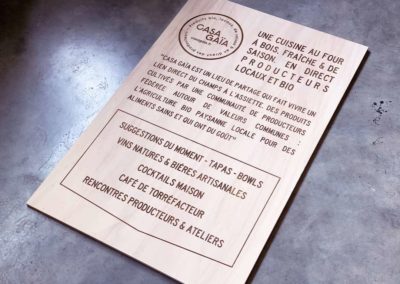 CASA
GAÏA
UNE CUISINE AU FOUR
À BOIS, FRAÎCHE & DE
SAISON, EN DIRECT
PRODUCTEURS
LOCAUX ET BIO
"CASA GAÏA EST UN LIEU DE PARTAGE QUI FAIT VIVRE UN
LIEN DIRECT DU CHAMPS À L'ASSIETTE, DES PRODUITS
CULTIVÉS PAR UNE COMMUNAUTÉ DE PRODUCTEURS
FÉDÉRÉE AUTOUR DE VALEURS COMMUNES :
L'AGRICULTURE BIO PAYSANNE LOCALE POUR DES
ALIMENTS SAINS ET QUI ONT DU GOÛT"
SUGGESTIONS DU MOMENT - TAPAS - BOWLS
VINS NATURES & BIÈRES ARTISANALES
COCKTAILS MAISON
CAFÉ DE TORRÉFACTEUR
RENCONTRES PRODUCTEURS & ATELIERS